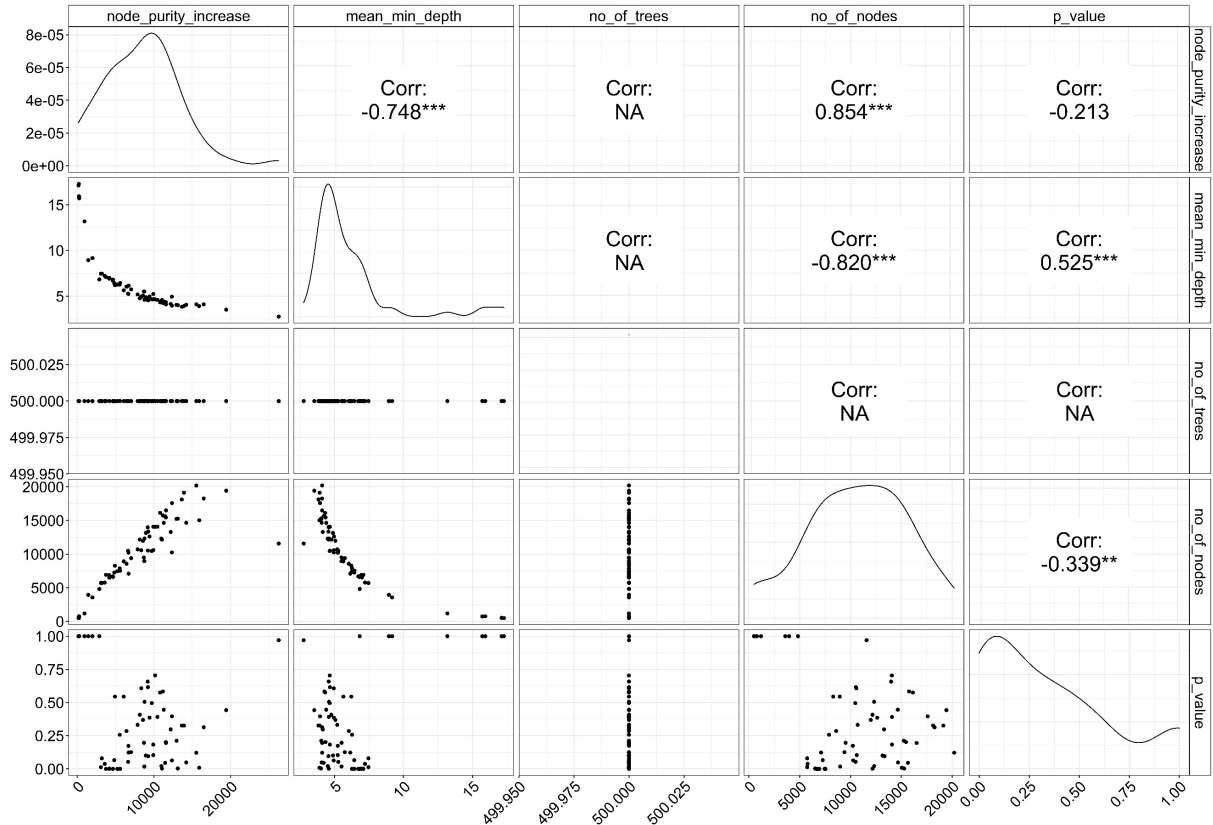 node_purity_increase
mean_min_depth
no_of_trees
no_of_nodes
p_value
8e-05
6e-05
4e-05
2e-05
0e+00
Corr:
-0.748***
Corr:
NA
Corr:
0.854***
Corr:
-0.213
node_purity_increase
15
10
5
Corr:
NA
Corr:
-0.820***
Corr:
0.525***
mean_min_depth
500.025
500.000
499.975
499.950
Corr:
NA
Corr:
NA
no_of_trees
20000
15000
10000
5000
0
Corr:
-0.339**
no_of_nodes
1.00
0.75
0.50
0.25
0.00
p_value
0
10000
20000
5
10
15
499.950
499.975
500.000
500.025
0
5000
10000
15000
20000
0.00
0.25
0.50
0.75
1.00